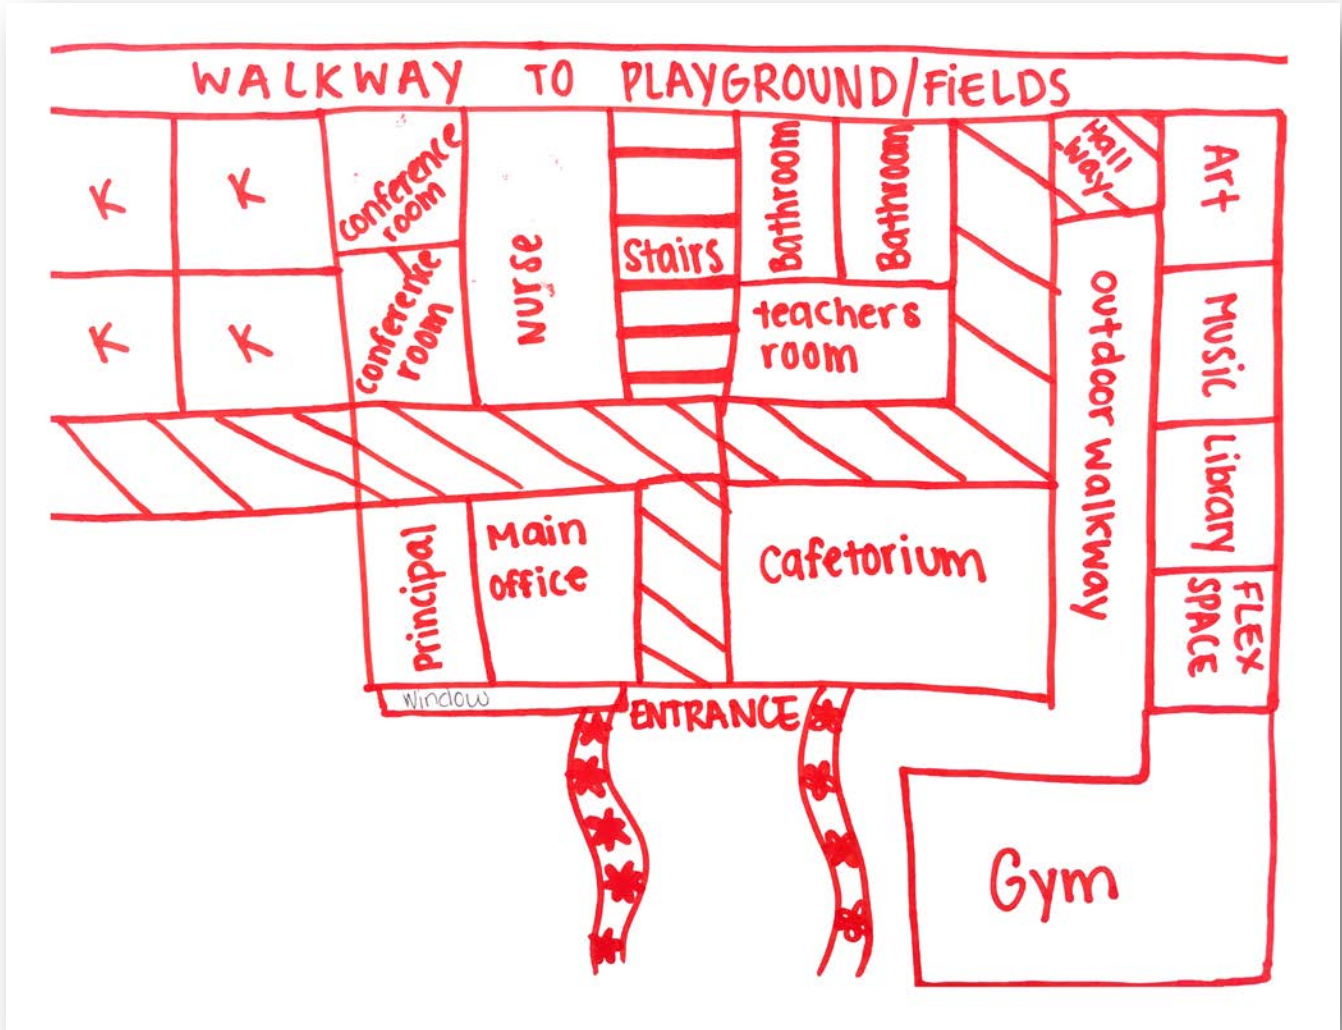 WALKWAY TO PLAYGROUND/FiELDS
K
K
conference
room
Nurse
Stairs
Bathroom
Bathroom
Hall
way
Art
K
K
conference
room
teachers
room
outdoor walkway
Music
Library
FLEX
SPACE
Principal
Main
office
Cafetorium
Window
ENTRANCE
Gym